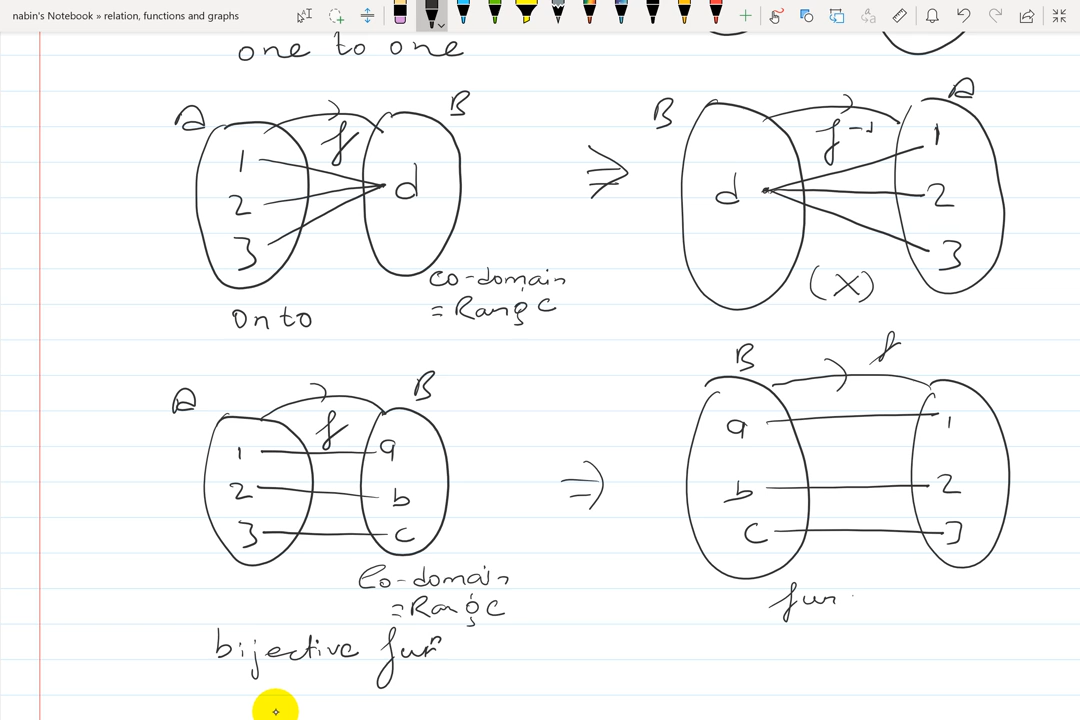 nabin's Notebook » relation, functions and graphs
one to one
A f B
1
2
3
d
Co-domain
= Range
Onto
⇒
B f⁻¹ A
d
1
2
3
(×)
A f B
1 a
2 b
3 c
Co-domain
= Range
bijective fuⁿ
⇒
B f
a 1
b 2
c 3
fun